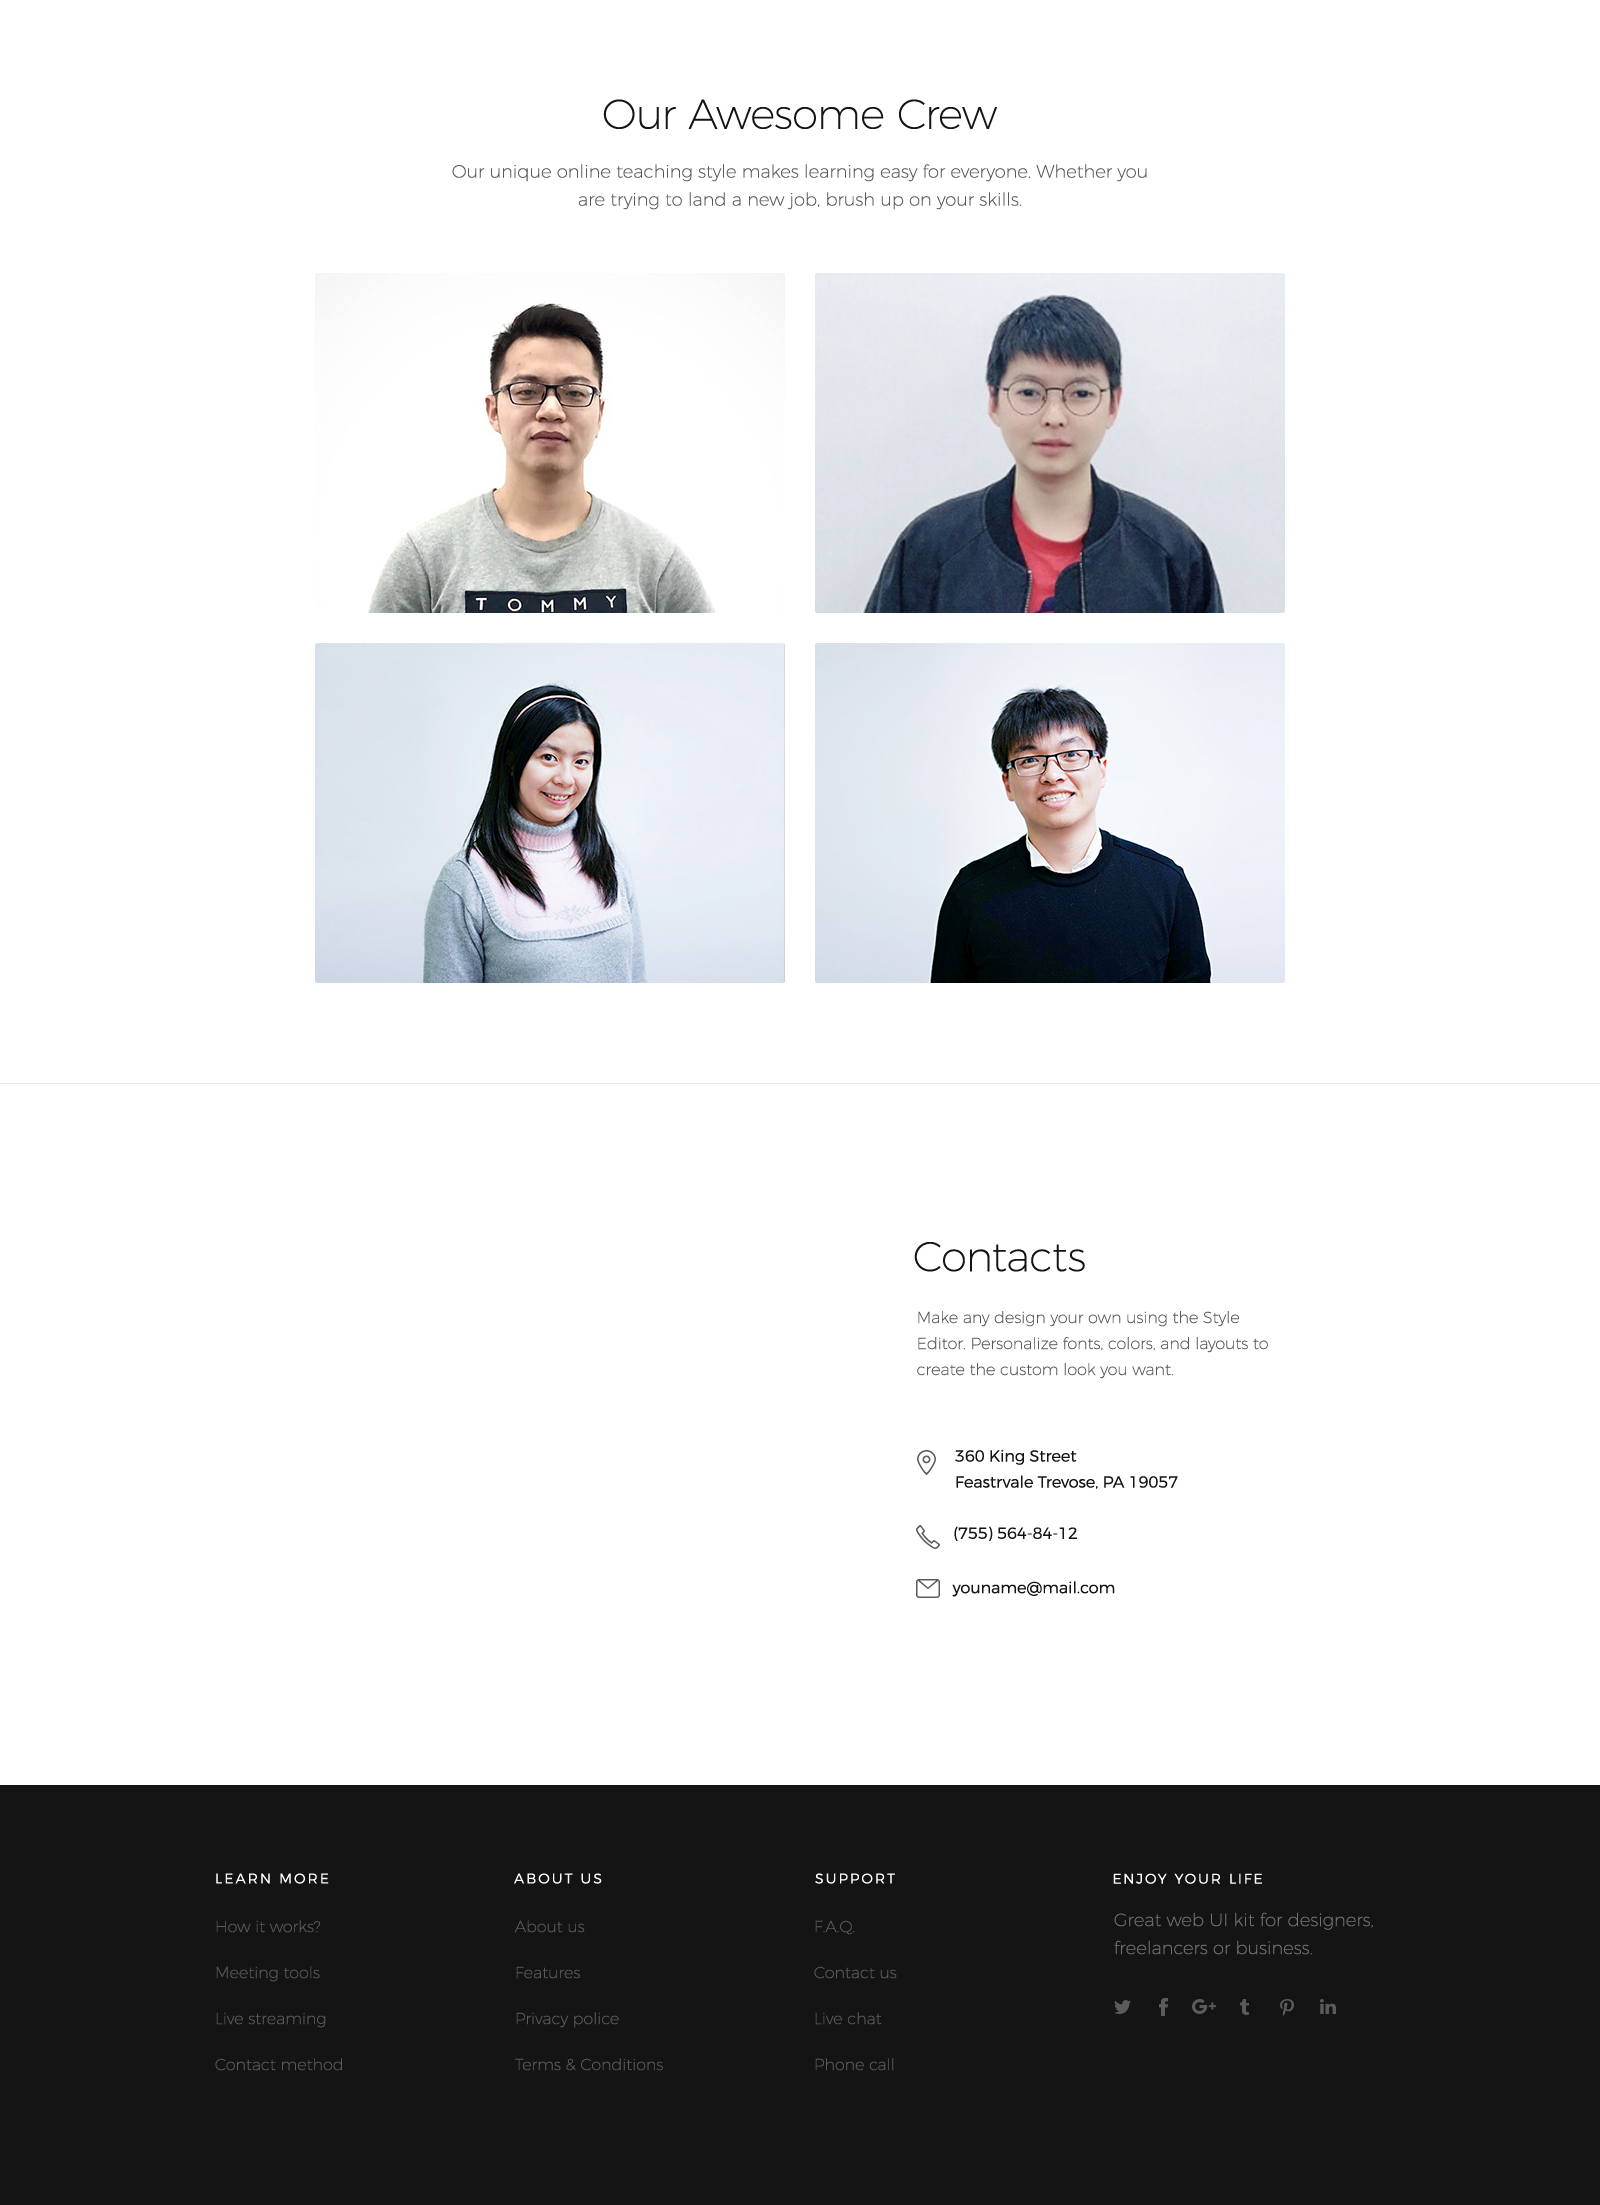 Our Awesome Crew
Our unique online teaching style makes learning easy for everyone. Whether you
are trying to land a new job, brush up on your skills.
TOMMY
Contacts
Make any design your own using the Style
Editor. Personalize fonts, colors, and layouts to
create the custom look you want.
360 King Street
Feastrvale Trevose, PA 19057
(755) 564-84-12
youname@mail.com
LEARN MORE
How it works?
Meeting tools
Live streaming
Contact method
ABOUT US
About us
Features
Privacy police
Terms & Conditions
SUPPORT
F.A.Q.
Contact us
Live chat
Phone call
ENJOY YOUR LIFE
Great web UI kit for designers,
freelancers or business.